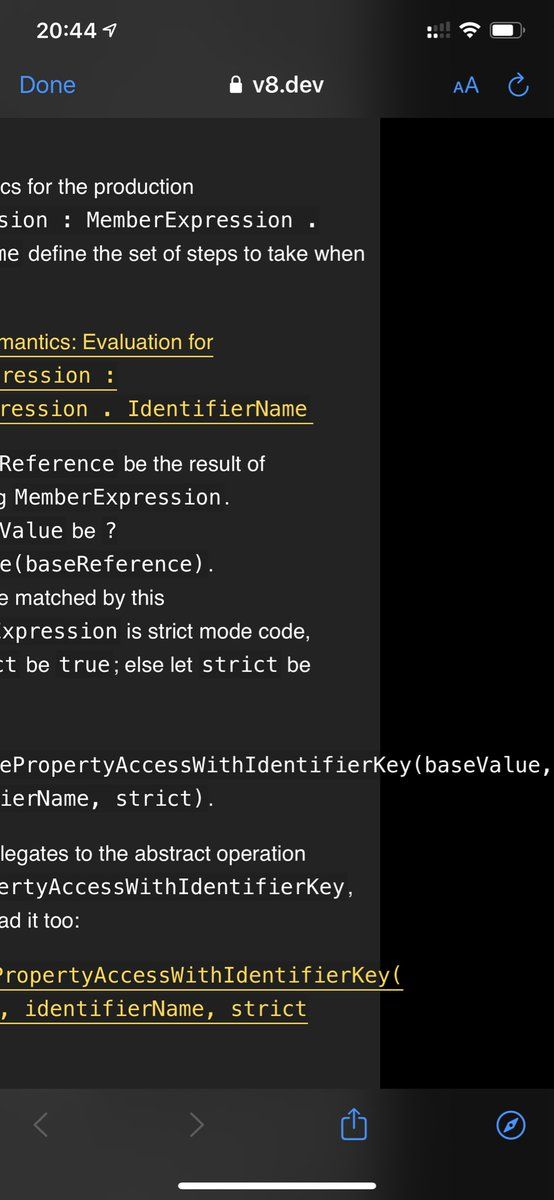 20:44
Done
v8.dev
AA
cs for the production
sion : MemberExpression .
me define the set of steps to take when
mantics: Evaluation for
ression :
ression . IdentifierName
Reference be the result of
g MemberExpression.
Value be ?
e(baseReference).
e matched by this
Expression is strict mode code,
ct be true; else let strict be
ePropertyAccessWithIdentifierKey(baseValue,
ierName, strict).
legates to the abstract operation
ertyAccessWithIdentifierKey,
ad it too:
PropertyAccessWithIdentifierKey(
, identifierName, strict